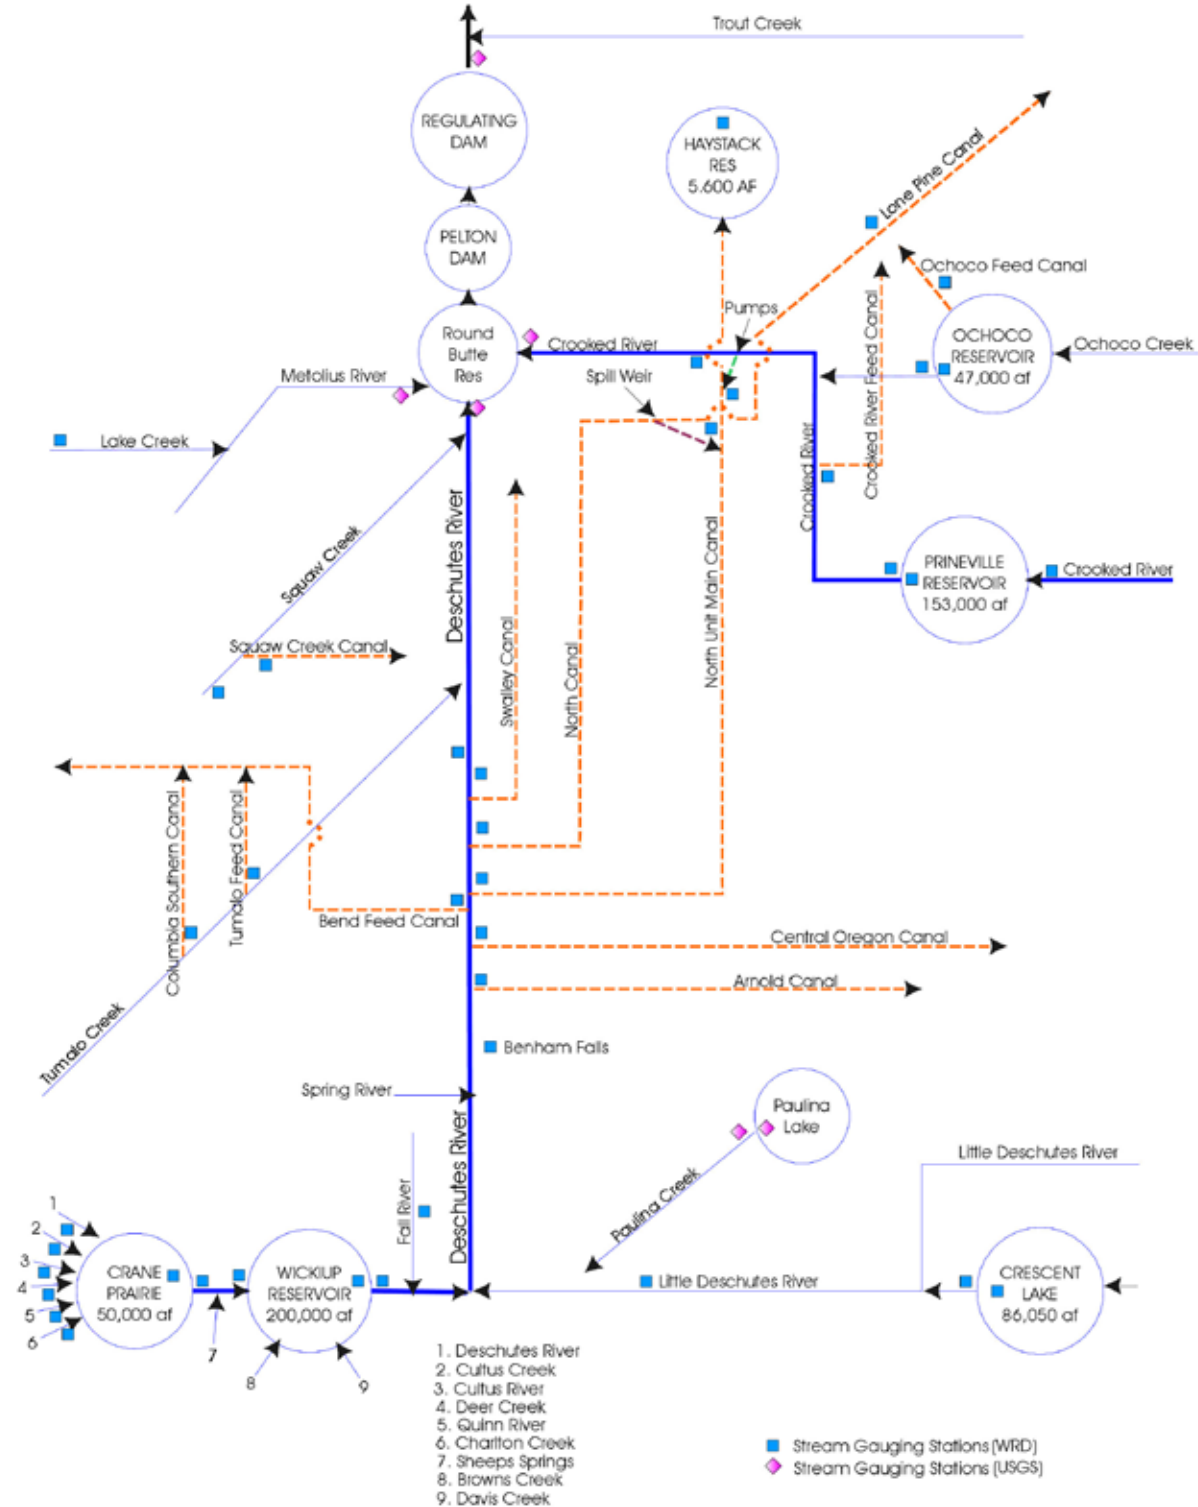 Trout Creek
REGULATING
DAM
HAYSTACK
RES
5.600 AF
Lone Pine Canal
PELTON
DAM
Ochoco Feed Canal
Pumps
Round
Butte
Res
Crooked River
OCHOCO
RESERVOIR
47,000 af
Ochoco Creek
Metolius River
Spill Weir
Crooked River Feed Canal
Lake Creek
Crooked River
Deschutes River
Squaw Creek
PRINEVILLE
RESERVOIR
153,000 af
Crooked River
Squaw Creek Canal
Swalley Canal
North Canal
North Unit Main Canal
Columbia Southern Canal
Tumalo Feed Canal
Bend Feed Canal
Central Oregon Canal
Arnold Canal
Tumalo Creek
Benham Falls
Spring River
Paulina
Lake
Deschutes River
Little Deschutes River
Fall River
Paulina Creek
1
2
3
4
5
6
CRANE
PRAIRIE
50,000 af
WICKIUP
RESERVOIR
200,000 af
Little Deschutes River
CRESCENT
LAKE
86,050 af
7
8
9
1. Deschutes River
2. Cultus Creek
3. Cultus River
4. Deer Creek
5. Quinn River
6. Charlton Creek
7. Sheeps Springs
8. Browns Creek
9. Davis Creek
Stream Gauging Stations (WRD)
Stream Gauging Stations (USGS)